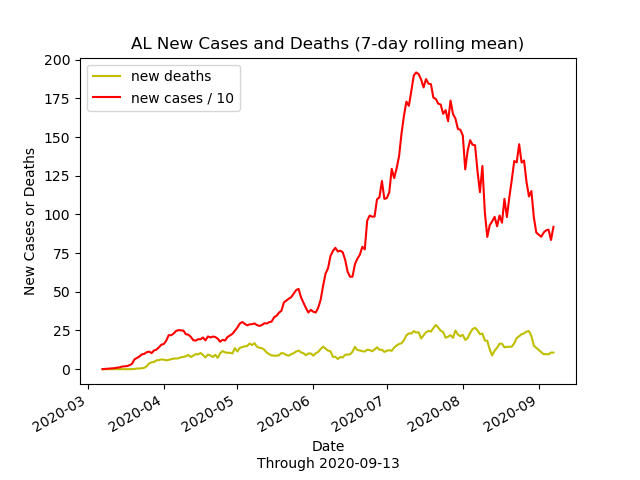 AL New Cases and Deaths (7-day rolling mean)
new deaths
new cases / 10
New Cases or Deaths
200
175
150
125
100
75
50
25
0
2020-03
2020-04
2020-05
2020-06
2020-07
2020-08
2020-09
Date
Through 2020-09-13